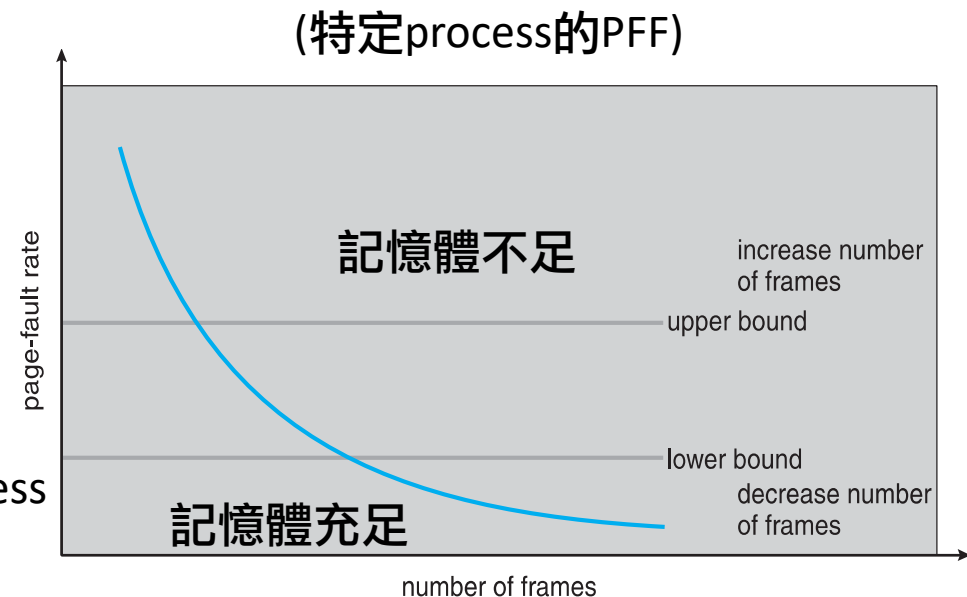 (特定process的PFF)
記憶體不足
increase number
of frames
upper bound
page-fault rate
lower bound
ess
decrease number
of frames
記憶體充足
number of frames